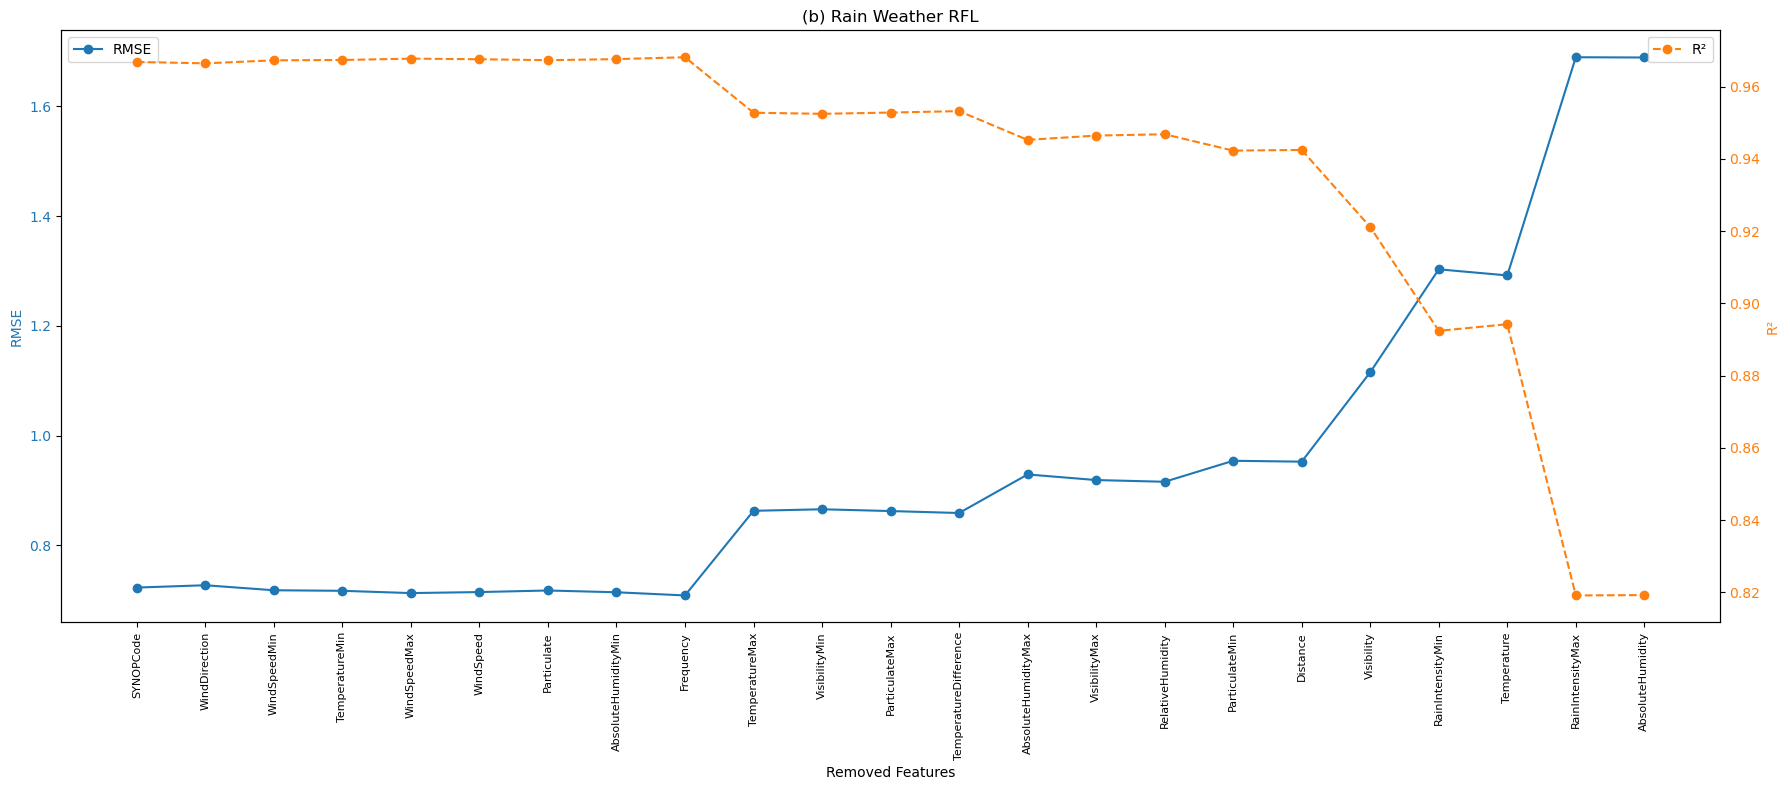 (b) Rain Weather RFL
RMSE
R²
1.6
1.4
1.2
1.0
0.8
RMSE
0.96
0.94
0.92
0.90
0.88
0.86
0.84
0.82
R²
SYNOPCode
WindDirection
WindSpeedMin
TemperatureMin
WindSpeedMax
WindSpeed
Particulate
AbsoluteHumidityMin
Frequency
TemperatureMax
VisibilityMin
ParticulateMax
TemperatureDifference
AbsoluteHumidityMax
VisibilityMax
RelativeHumidity
ParticulateMin
Distance
Visibility
RainIntensityMin
Temperature
RainIntensityMax
AbsoluteHumidity
Removed Features